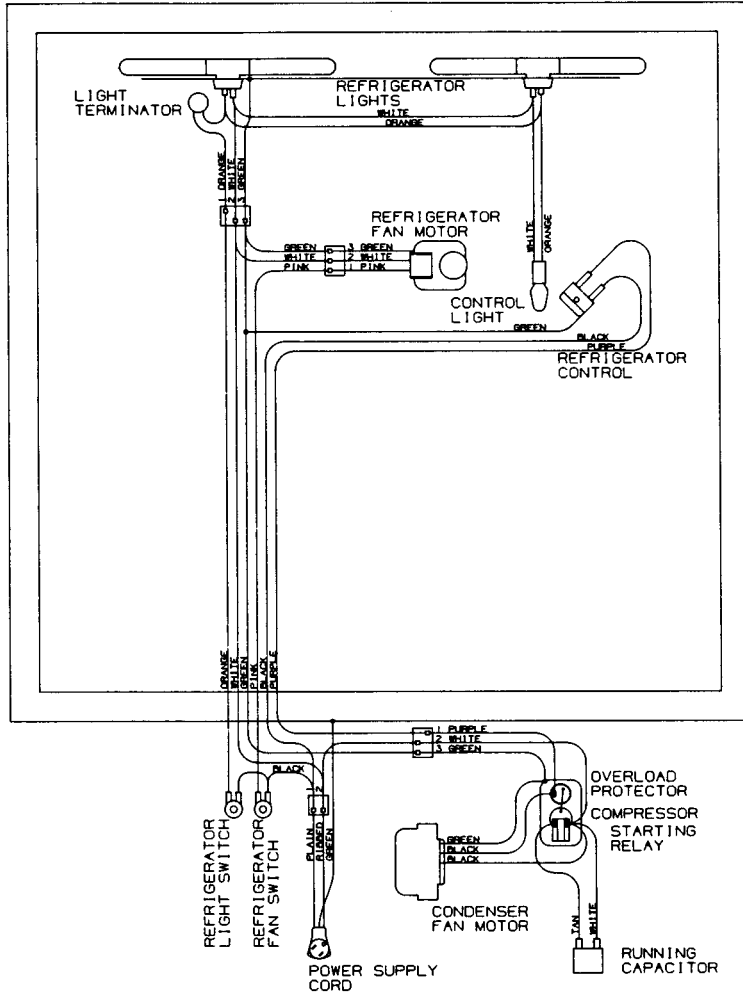 REFRIGERATOR
LIGHTS
LIGHT
TERMINATOR
WHITE
ORANGE
1 ORANGE
2 WHITE
3 GREEN
REFRIGERATOR
FAN MOTOR
GREEN 3 GREEN
WHITE 2 WHITE
PINK 1 PINK
WHITE
ORANGE
CONTROL
LIGHT
GREEN
BLACK
PURPLE
REFRIGERATOR
CONTROL
ORANGE
WHITE
GREEN
PINK
BLACK
PURPLE
1 PURPLE
2 WHITE
3 GREEN
BLACK
1
2
OVERLOAD
PROTECTOR
COMPRESSOR
STARTING
RELAY
PLAIN
RIBBED
GREEN
GREEN
BLACK
BLACK
REFRIGERATOR
LIGHT SWITCH
REFRIGERATOR
FAN SWITCH
CONDENSER
FAN MOTOR
TAN
WHITE
POWER SUPPLY
CORD
RUNNING
CAPACITOR